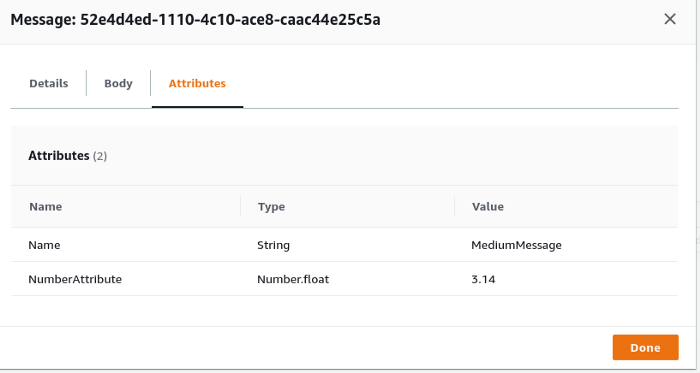 Message: 52e4d4ed-1110-4c10-ace8-caac44e25c5a
Details Body Attributes
Attributes (2)
Name Type Value
Name String MediumMessage
NumberAttribute Number.float 3.14
Done